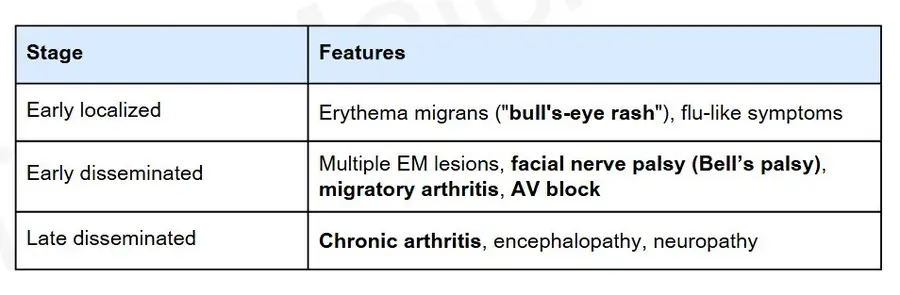 Stage Features
Early localized Erythema migrans ("bull's-eye rash"), flu-like symptoms
Early disseminated Multiple EM lesions, facial nerve palsy (Bell’s palsy),
migratory arthritis, AV block
Late disseminated Chronic arthritis, encephalopathy, neuropathy